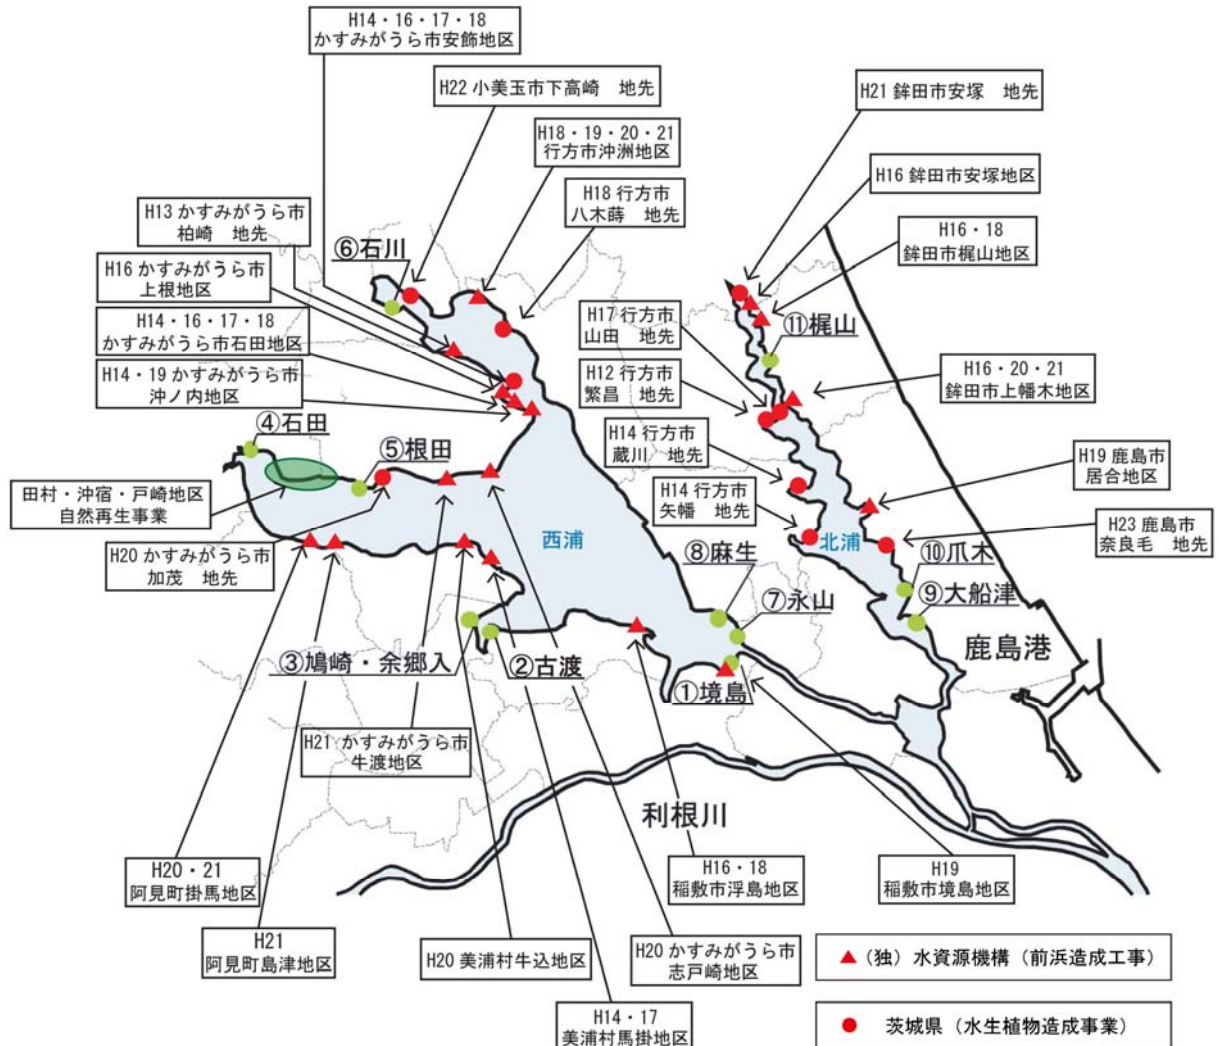 H14・16・17・18
かすみがうら市安飾地区
H22 小美玉市下高崎　地先
H21 鉾田市安塚　地先
H18・19・20・21
行方市沖洲地区
H16 鉾田市安塚地区
H18 行方市
八木蒔　地先
H13 かすみがうら市
柏崎　地先
H16・18
鉾田市梶山地区
⑥石川
H16 かすみがうら市
上根地区
H17 行方市
山田　地先
⑪梶山
H14・16・17・18
かすみがうら市石田地区
H12 行方市
繁昌　地先
H16・20・21
鉾田市上幡木地区
H14・19 かすみがうら市
沖ノ内地区
④石田
H14 行方市
蔵川　地先
⑤根田
H19 鹿島市
居合地区
田村・沖宿・戸崎地区
自然再生事業
H14 行方市
矢幡　地先
H23 鹿島市
奈良毛　地先
西浦
北浦
H20 かすみがうら市
加茂　地先
⑧麻生
⑩爪木
⑦永山
⑨大船津
鹿島港
③鳩崎・余郷入
②古渡
①境島
H21 かすみがうら市
牛渡地区
利根川
H20・21
阿見町掛馬地区
H16・18
稲敷市浮島地区
H19
稲敷市境島地区
H21
阿見町島津地区
H20 美浦村牛込地区
H20 かすみがうら市
志戸崎地区
（独）水資源機構（前浜造成工事）
H14・17
美浦村馬掛地区
茨城県（水生植物造成事業）